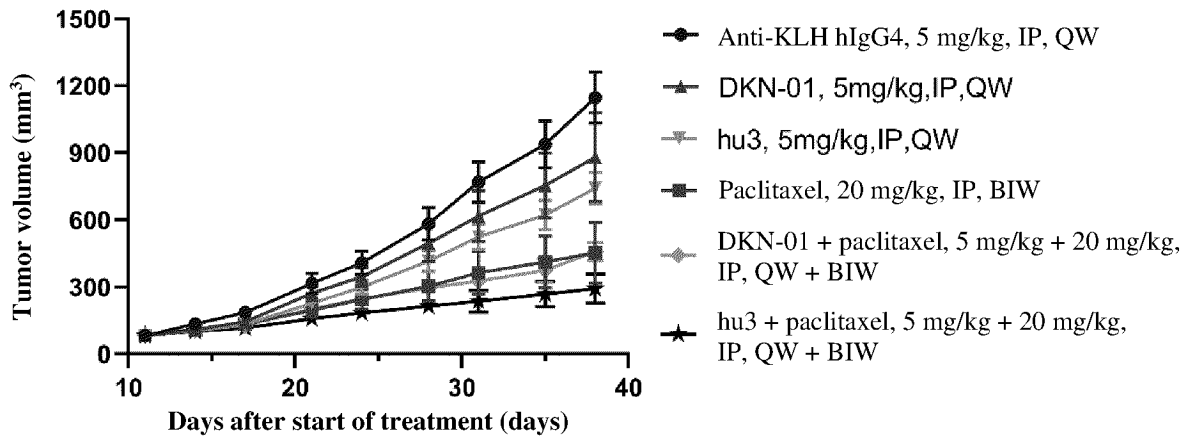 1500
1200
900
600
300
0
Tumor volume (mm³)
10
20
30
40
Days after start of treatment (days)
Anti-KLH hIgG4, 5 mg/kg, IP, QW
DKN-01, 5mg/kg,IP,QW
hu3, 5mg/kg,IP,QW
Paclitaxel, 20 mg/kg, IP, BIW
DKN-01 + paclitaxel, 5 mg/kg + 20 mg/kg,
IP, QW + BIW
hu3 + paclitaxel, 5 mg/kg + 20 mg/kg,
IP, QW + BIW